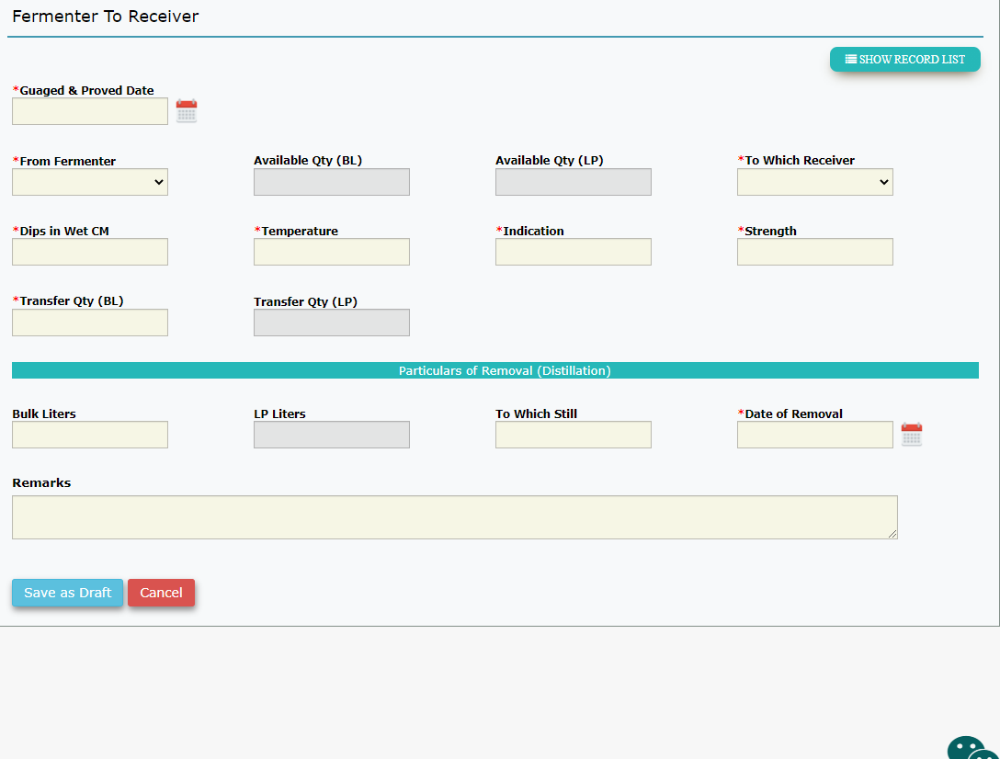 Fermenter To Receiver
SHOW RECORD LIST
*Guaged & Proved Date
*From Fermenter
Available Qty (BL)
Available Qty (LP)
*To Which Receiver
*Dips in Wet CM
*Temperature
*Indication
*Strength
*Transfer Qty (BL)
Transfer Qty (LP)
Particulars of Removal (Distillation)
Bulk Liters
LP Liters
To Which Still
*Date of Removal
Remarks
Save as Draft
Cancel